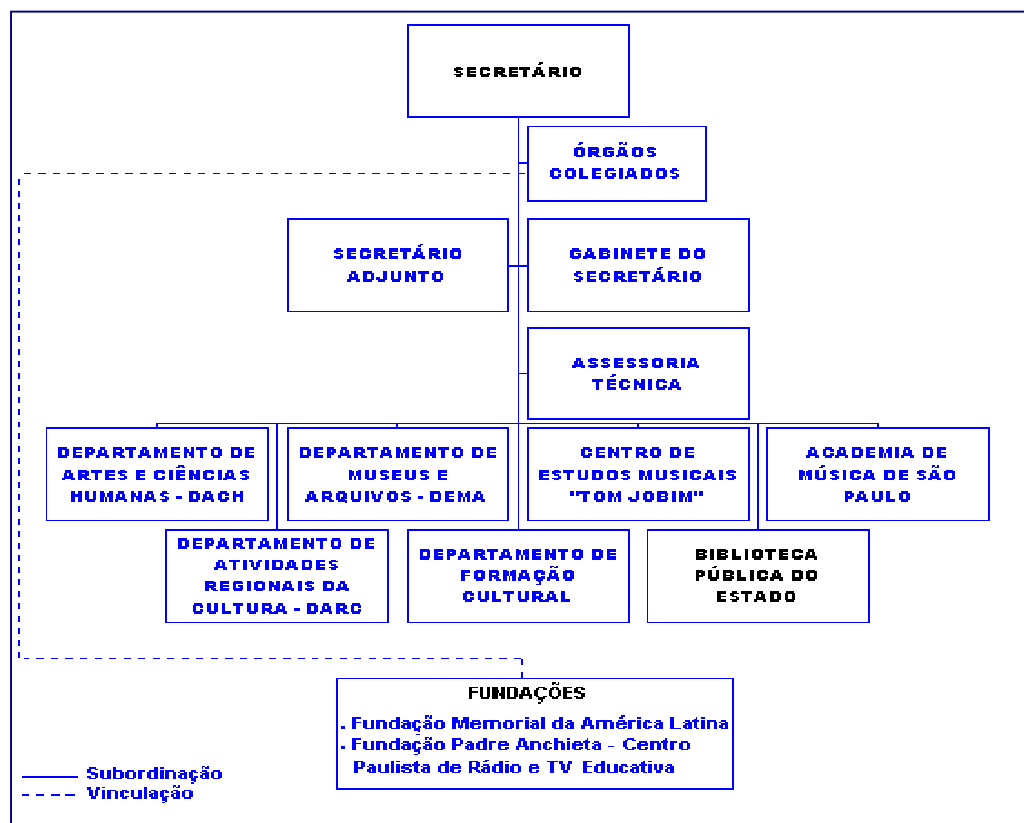 SECRETÁRIO
ÓRGÃOS
COLEGIADOS
SECRETÁRIO
ADJUNTO
GABINETE DO
SECRETÁRIO
ASSESSORIA
TÉCNICA
DEPARTAMENTO DE
ARTES E CIÊNCIAS
HUMANAS - DACH
DEPARTAMENTO DE
MUSEUS E
ARQUIVOS - DEMA
CENTRO DE
ESTUDOS MUSICAIS
"TOM JOBIM"
ACADEMIA DE
MÚSICA DE SÃO
PAULO
DEPARTAMENTO DE
ATIVIDADES
REGIONAIS DA
CULTURA - DARC
DEPARTAMENTO DE
FORMAÇÃO
CULTURAL
BIBLIOTECA
PÚBLICA DO
ESTADO
FUNDAÇÕES
. Fundação Memorial da América Latina
. Fundação Padre Anchieta - Centro
Paulista de Rádio e TV Educativa
Subordinação
Vinculação